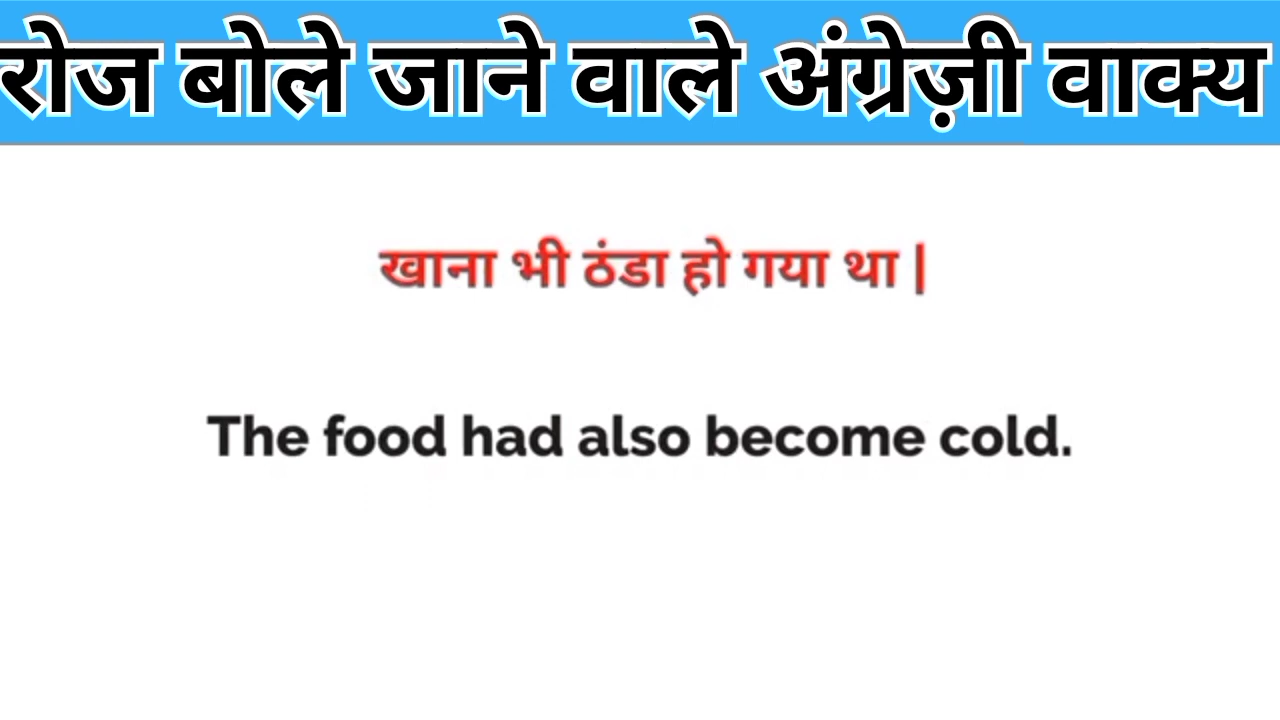 रोज बोले जाने वाले अंग्रेज़ी वाक्य
खाना भी ठंडा हो गया था |
The food had also become cold.